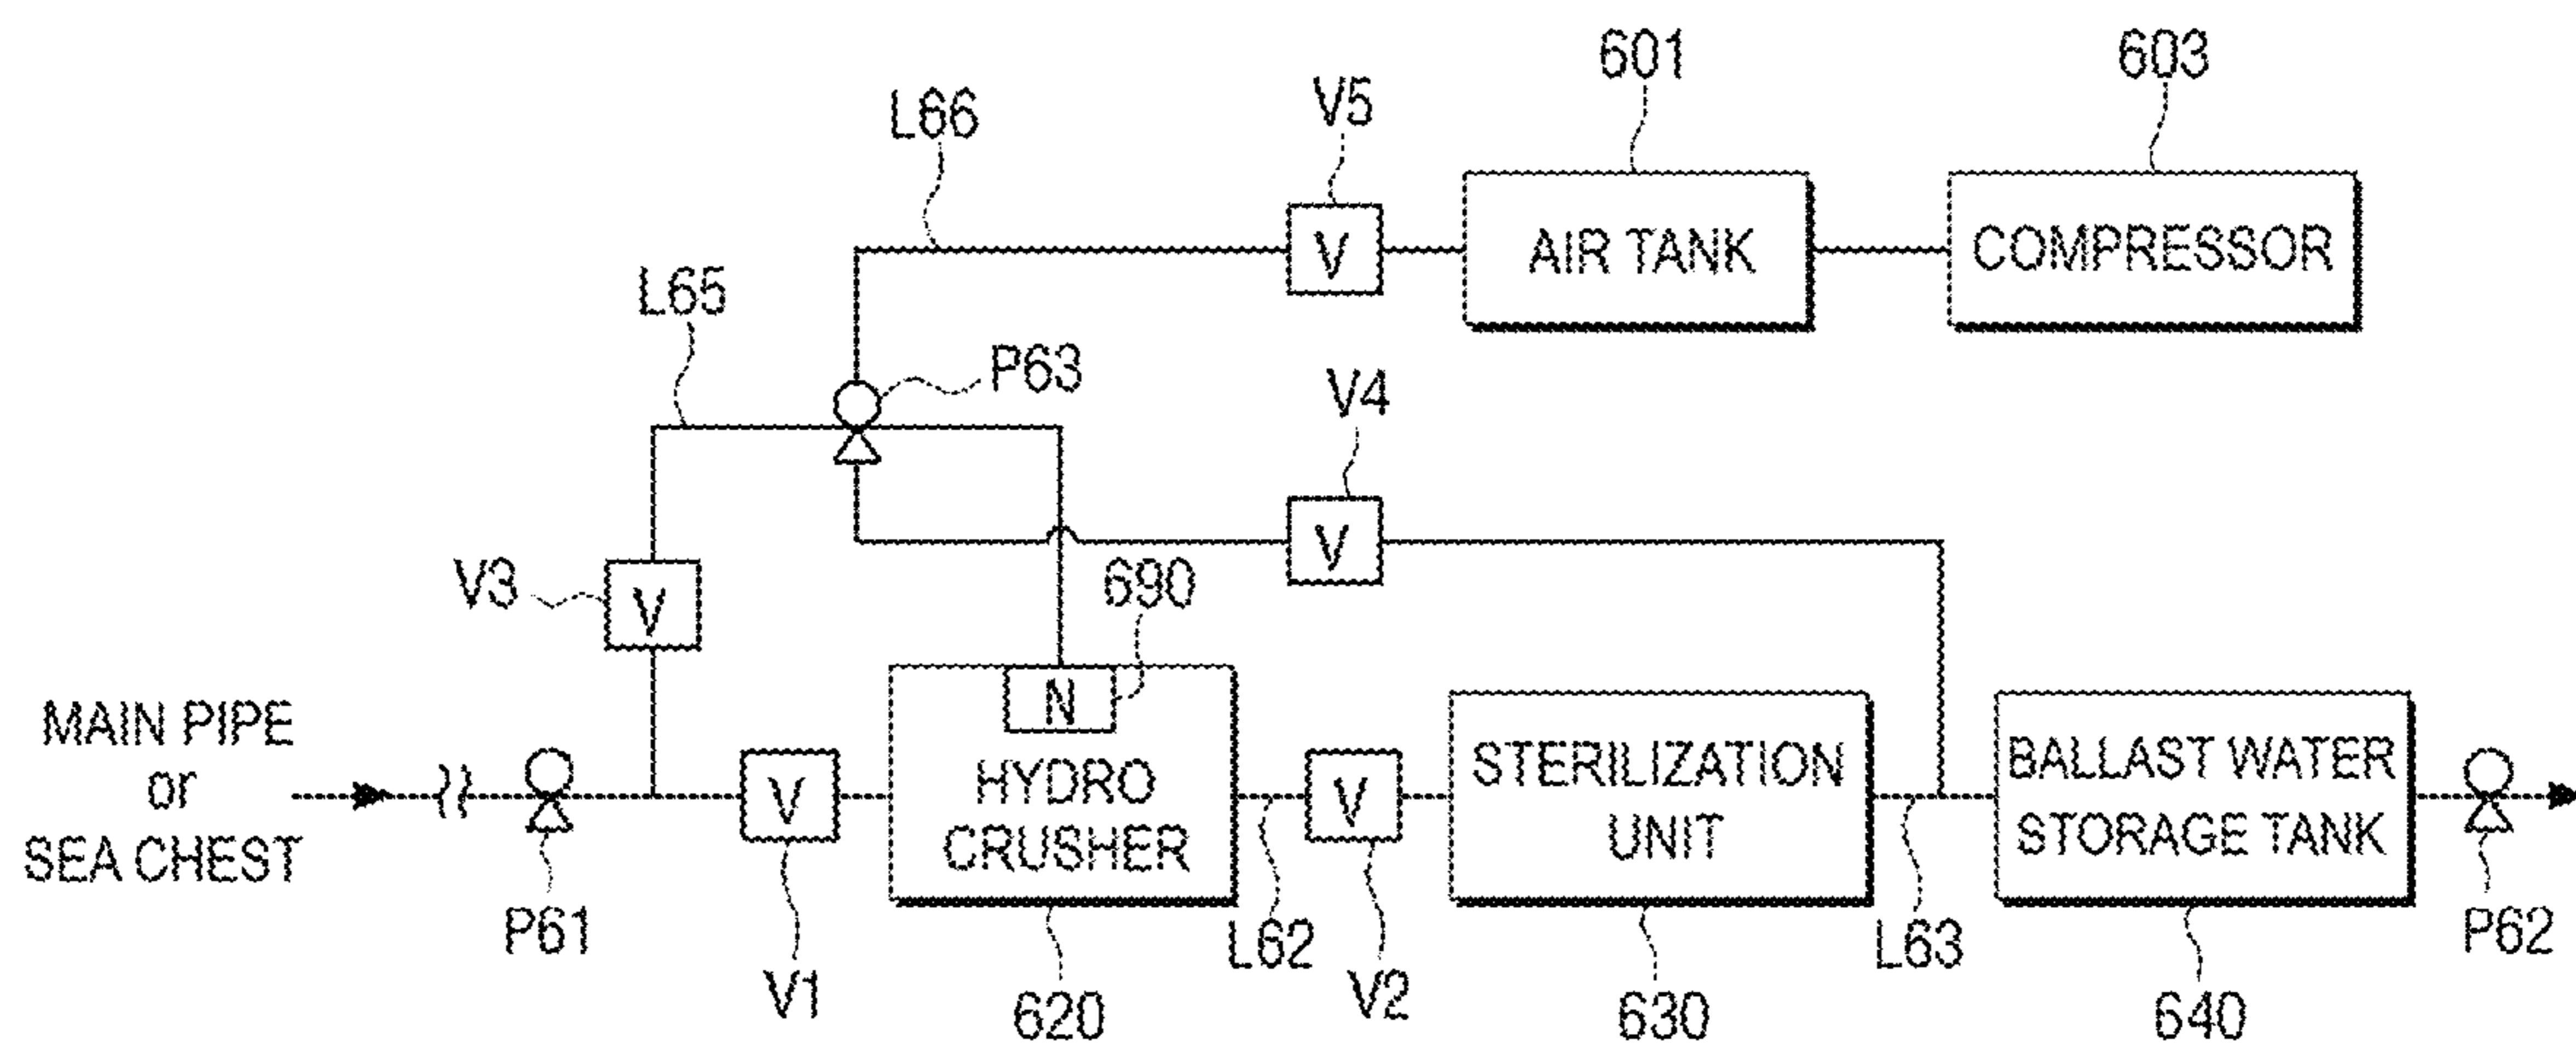 601
603
V5
L66
V
AIR TANK
COMPRESSOR
L65
P63
V4
V
V3
V
690
N
MAIN PIPE
or
SEA CHEST
V
HYDRO
CRUSHER
V
STERILIZATION
UNIT
BALLAST WATER
STORAGE TANK
P61
L62
L63
P62
V1
620
V2
630
640